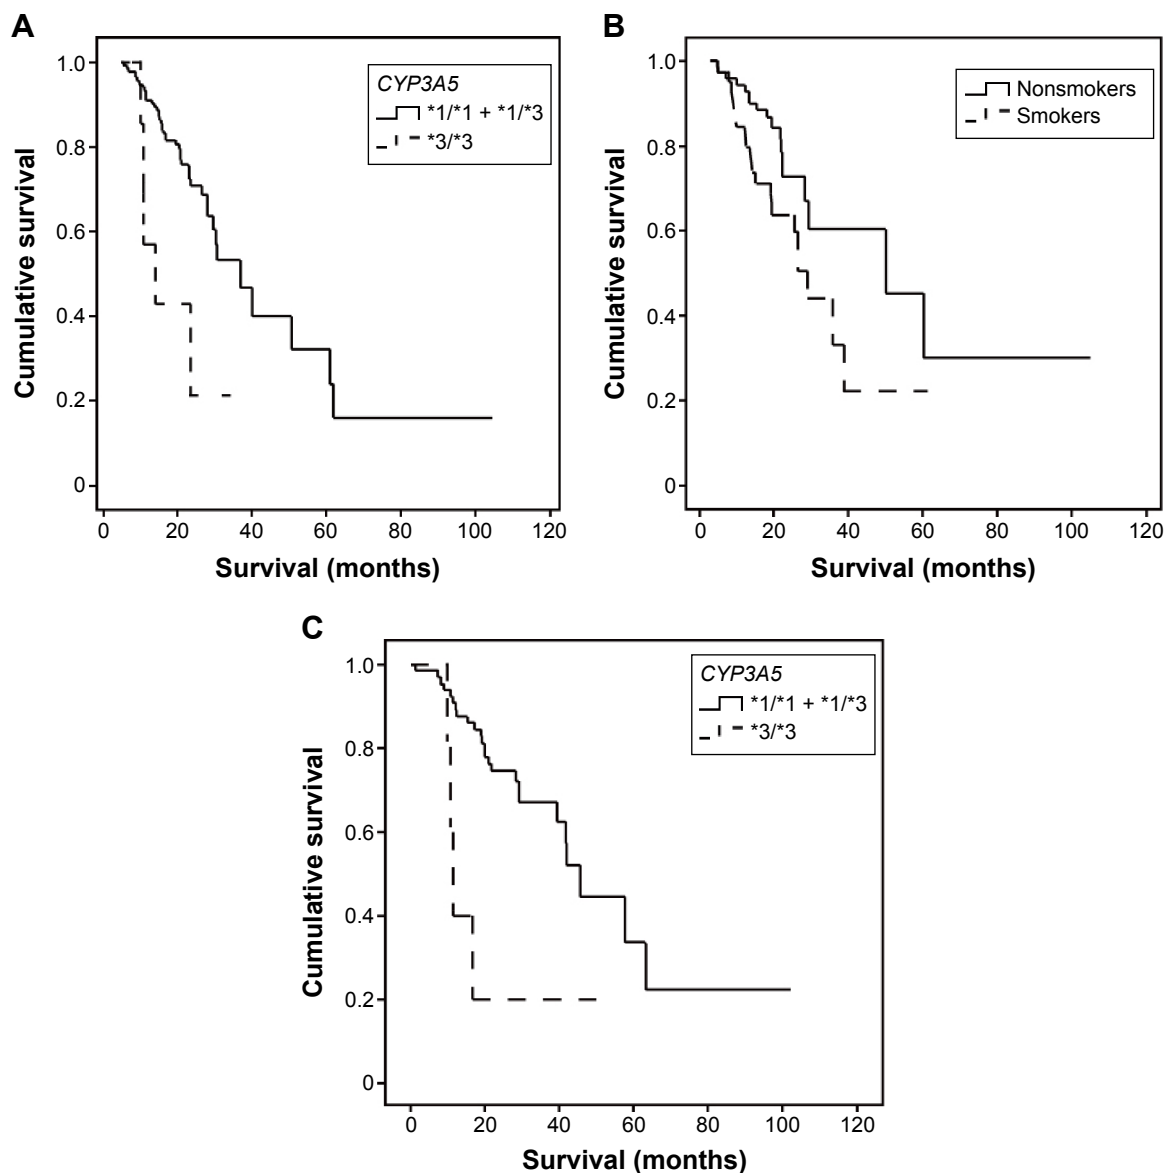 A
Cumulative survival
1.0
0.8
0.6
0.4
0.2
0
CYP3A5
*1/*1 + *1/*3
*3/*3
0 20 40 60 80 100 120
Survival (months)
B
Cumulative survival
1.0
0.8
0.6
0.4
0.2
0
Nonsmokers
Smokers
0 20 40 60 80 100 120
Survival (months)
C
Cumulative survival
1.0
0.8
0.6
0.4
0.2
0
CYP3A5
*1/*1 + *1/*3
*3/*3
0 20 40 60 80 100 120
Survival (months)